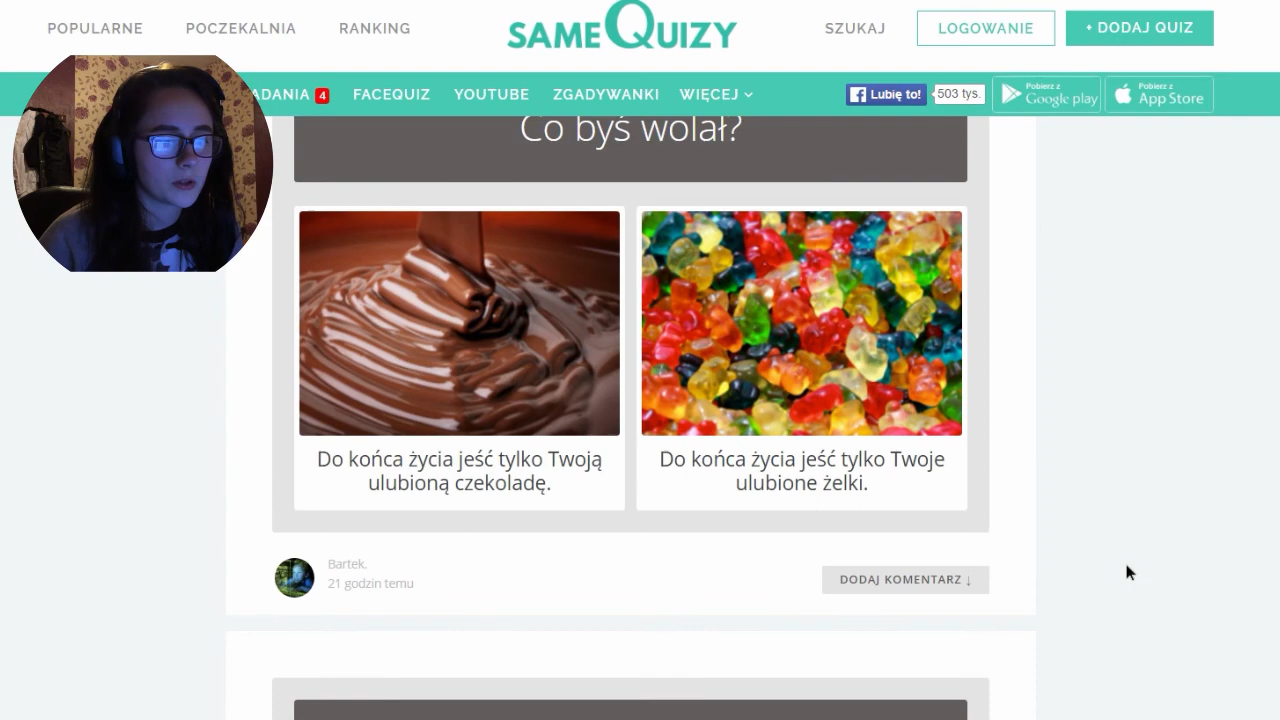 POPULARNE POCZEKALNIA RANKING SAMEQUIZY SZUKAJ LOGOWANIE + DODAJ QUIZ
ADANIA 4 FACEQUIZ YOUTUBE ZGADYWANKI WIĘCEJ Lubię to! 503 tys. Pobierz z Google play Pobierz z App Store
Co byś wolał?
Do końca życia jeść tylko Twoją
ulubioną czekoladę.
Do końca życia jeść tylko Twoje
ulubione żelki.
Bartek.
21 godzin temu
DODAJ KOMENTARZ ↓